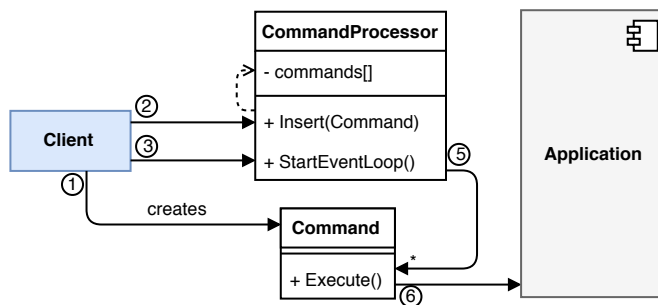 CommandProcessor
- commands[]
②
+ Insert(Command)
Client
③
+ StartEventLoop()
⑤
Application
①
creates
Command
*
+ Execute()
⑥